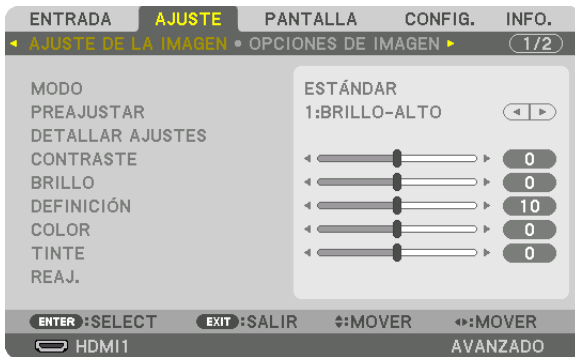 ENTRADA AJUSTE PANTALLA CONFIG. INFO.
AJUSTE DE LA IMAGEN • OPCIONES DE IMAGEN 1/2
MODO ESTÁNDAR
PREAJUSTAR 1:BRILLO-ALTO
DETALLAR AJUSTES
CONTRASTE 0
BRILLO 0
DEFINICIÓN 10
COLOR 0
TINTE 0
REAJ.
ENTER:SELECT EXIT:SALIR :MOVER :MOVER
HDMI1 AVANZADO